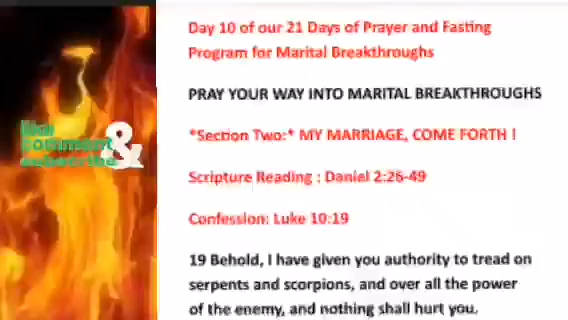 comment
&
subscribe
Day 10 of our 21 Days of Prayer and Fasting
Program for Marital Breakthroughs
PRAY YOUR WAY INTO MARITAL BREAKTHROUGHS
*Section Two:* MY MARRIAGE, COME FORTH !
Scripture Reading : Daniel 2:26-49
Confession: Luke 10:19
19 Behold, I have given you authority to tread on
serpents and scorpions, and over all the power
of the enemy, and nothing shall hurt you.